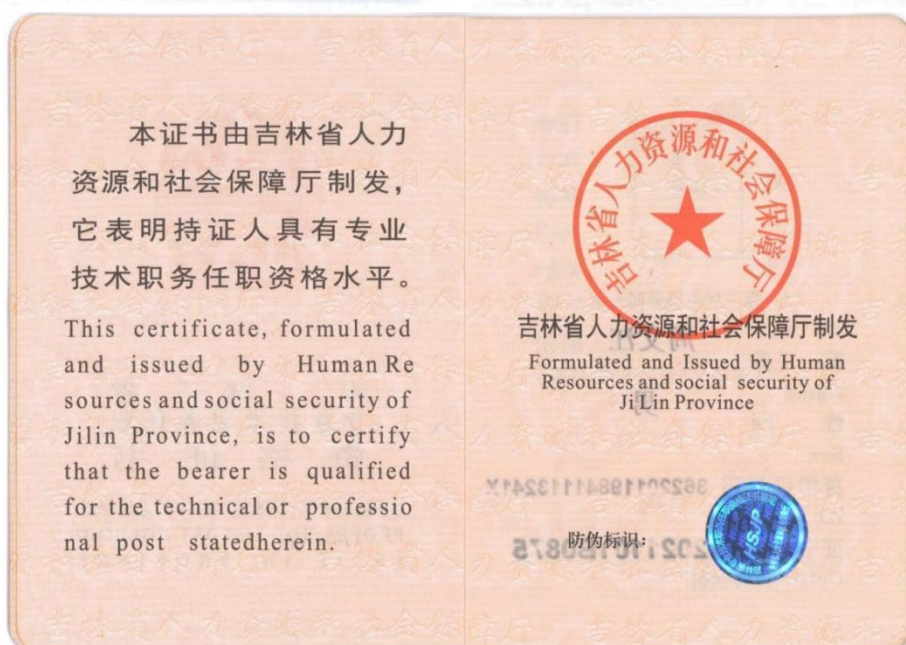 本证书由吉林省人力
资源和社会保障厅制发，
它表明持证人具有专业
技术职务任职资格水平。
This certificate, formulated
and issued by Human Re
sources and social security of
Jilin Province, is to certify
that the bearer is qualified
for the technical or professio
nal post statedherein.
吉林省人力资源和社会保障厅
吉林省人力资源和社会保障厅制发
Formulated and Issued by Human
Resources and social security of
Ji Lin Province
防伪标识：